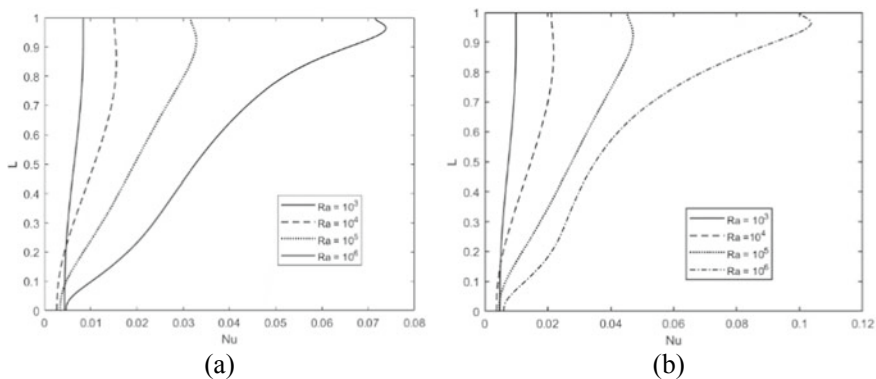 1
0.9
0.8
0.7
0.6
0.5
0.4
0.3
0.2
0.1
0
L
Ra = 10³
Ra = 10⁴
Ra = 10⁵
Ra = 10⁶
0 0.01 0.02 0.03 0.04 0.05 0.06 0.07 0.08
Nu
(a)
1
0.9
0.8
0.7
0.6
0.5
0.4
0.3
0.2
0.1
0
L
Ra = 10³
Ra =10⁴
Ra = 10⁵
Ra = 10⁶
0 0.02 0.04 0.06 0.08 0.1 0.12
Nu
(b)